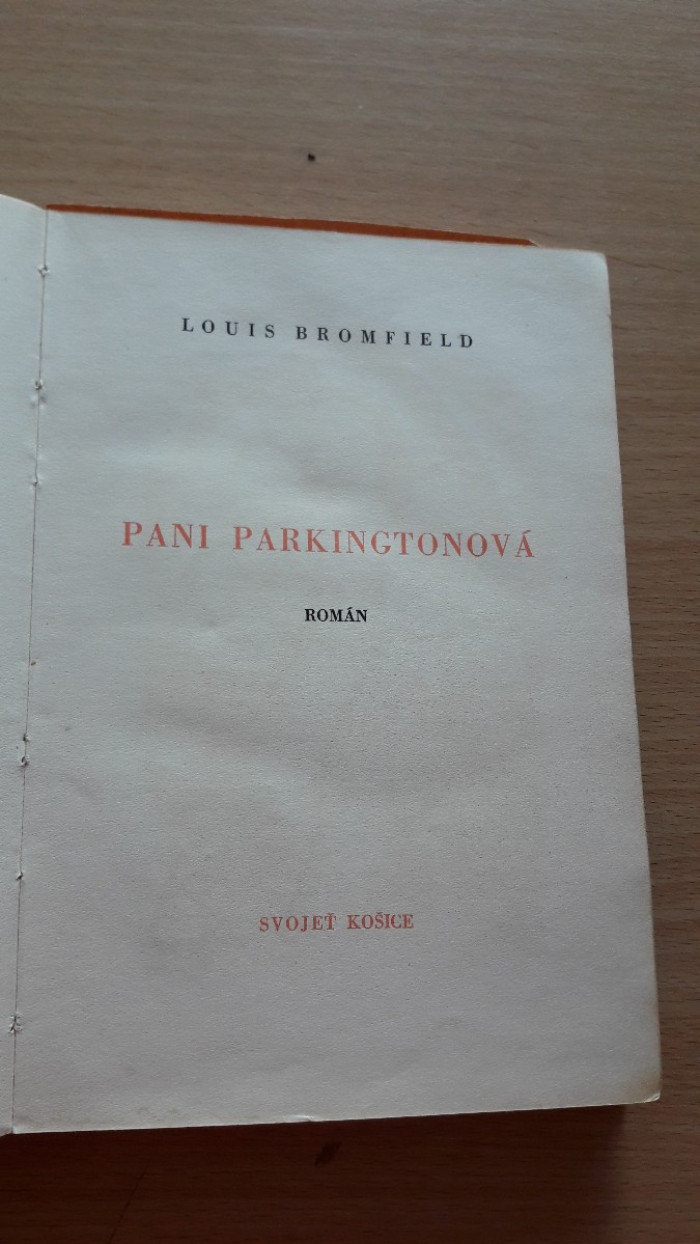 LOUIS BROMFIELD
PANI PARKINGTONOVÁ
ROMÁN
SVOJEŤ KOŠICE